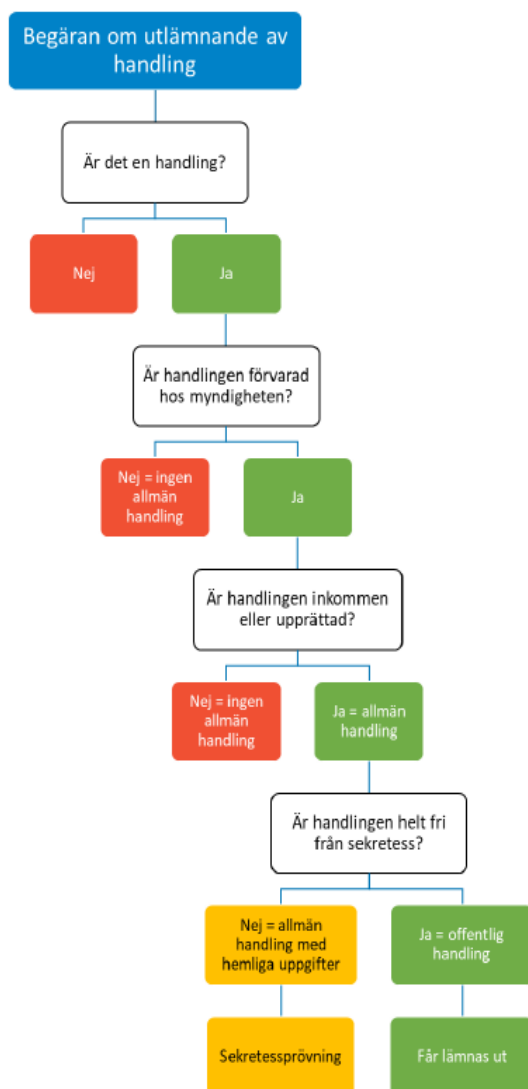 Begäran om utlämnande av
handling
Är det en handling?
Nej
Ja
Är handlingen förvarad
hos myndigheten?
Nej = ingen
allmän
handling
Ja
Är handlingen inkommen
eller upprättad?
Nej = ingen
allmän
handling
Ja = allmän
handling
Är handlingen helt fri
från sekretess?
Nej = allmän
handling med
hemliga uppgifter
Ja = offentlig
handling
Sekretessprövning
Får lämnas ut